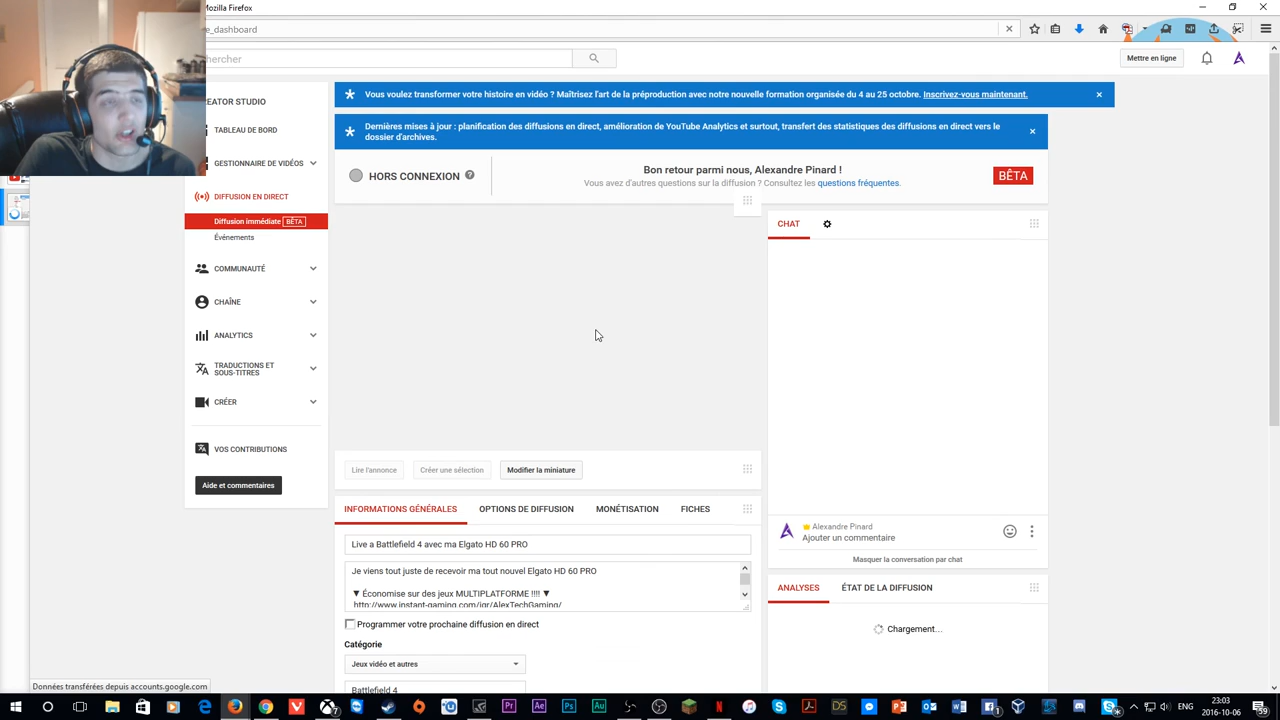 Mozilla Firefox
e_dashboard
hercher
Mettre en ligne
REATOR STUDIO
TABLEAU DE BORD
GESTIONNAIRE DE VIDÉOS
DIFFUSION EN DIRECT
Diffusion immédiate BÊTA
Événements
COMMUNAUTÉ
CHAÎNE
ANALYTICS
TRADUCTIONS ET
SOUS-TITRES
CRÉER
VOS CONTRIBUTIONS
Aide et commentaires
Vous voulez transformer votre histoire en vidéo ? Maîtrisez l'art de la préproduction avec notre nouvelle formation organisée du 4 au 25 octobre. Inscrivez-vous maintenant.
Dernières mises à jour : planification des diffusions en direct, amélioration de YouTube Analytics et surtout, transfert des statistiques des diffusions en direct vers le
dossier d'archives.
HORS CONNEXION
Bon retour parmi nous, Alexandre Pinard !
Vous avez d'autres questions sur la diffusion ? Consultez les questions fréquentes.
BÊTA
CHAT
Lire l'annonce
Créer une sélection
Modifier la miniature
INFORMATIONS GÉNÉRALES
OPTIONS DE DIFFUSION
MONÉTISATION
FICHES
Live a Battlefield 4 avec ma Elgato HD 60 PRO
Je viens tout juste de recevoir ma tout nouvel Elgato HD 60 PRO
▼ Économise sur des jeux MULTIPLATFORME !!!! ▼
http://www.instant-gaming.com/igr/AlexTechGaming/
Programmer votre prochaine diffusion en direct
Catégorie
Jeux vidéo et autres
Battlefield 4
Alexandre Pinard
Ajouter un commentaire
Masquer la conversation par chat
ANALYSES
ÉTAT DE LA DIFFUSION
Chargement…
Données transférées depuis accounts.google.com
23:03
2016-10-06